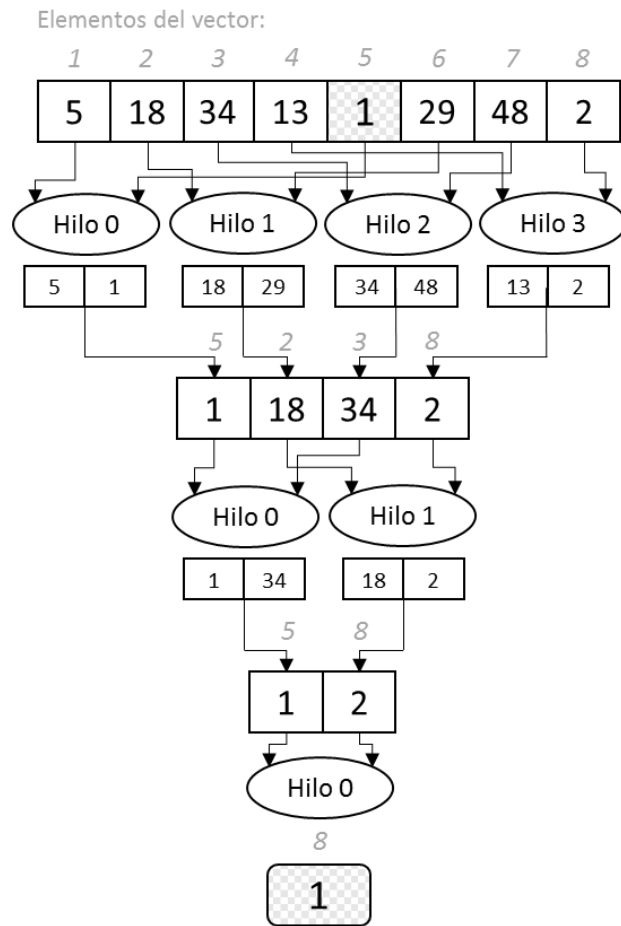 Elementos del vector:
1 2 3 4 5 6 7 8
5 18 34 13 1 29 48 2
Hilo 0 Hilo 1 Hilo 2 Hilo 3
5 1 18 29 34 48 13 2
5 2 3 8
1 18 34 2
Hilo 0 Hilo 1
1 34 18 2
5 8
1 2
Hilo 0
8
1